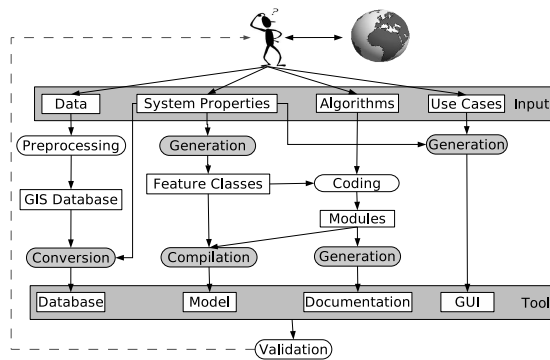 ?
Data
System Properties
Algorithms
Use Cases
Input
Preprocessing
Generation
Generation
GIS Database
Feature Classes
Coding
Modules
Conversion
Compilation
Generation
Database
Model
Documentation
GUI
Tool
Validation